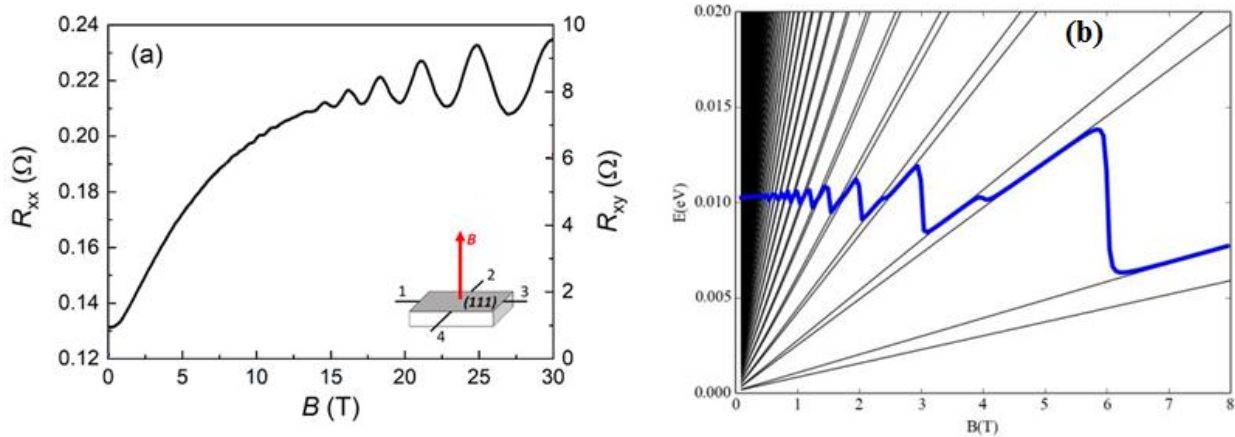 (a)
0.24
0.22
0.20
0.18
0.16
0.14
0.12
R_xx (Ω)
10
8
6
4
2
0
R_xy (Ω)
0 5 10 15 20 25 30
B (T)
B
1 2 3 4
(111)
(b)
0.020
0.015
0.010
0.005
0.000
E(eV)
0 1 2 3 4 5 6 7 8
B(T)